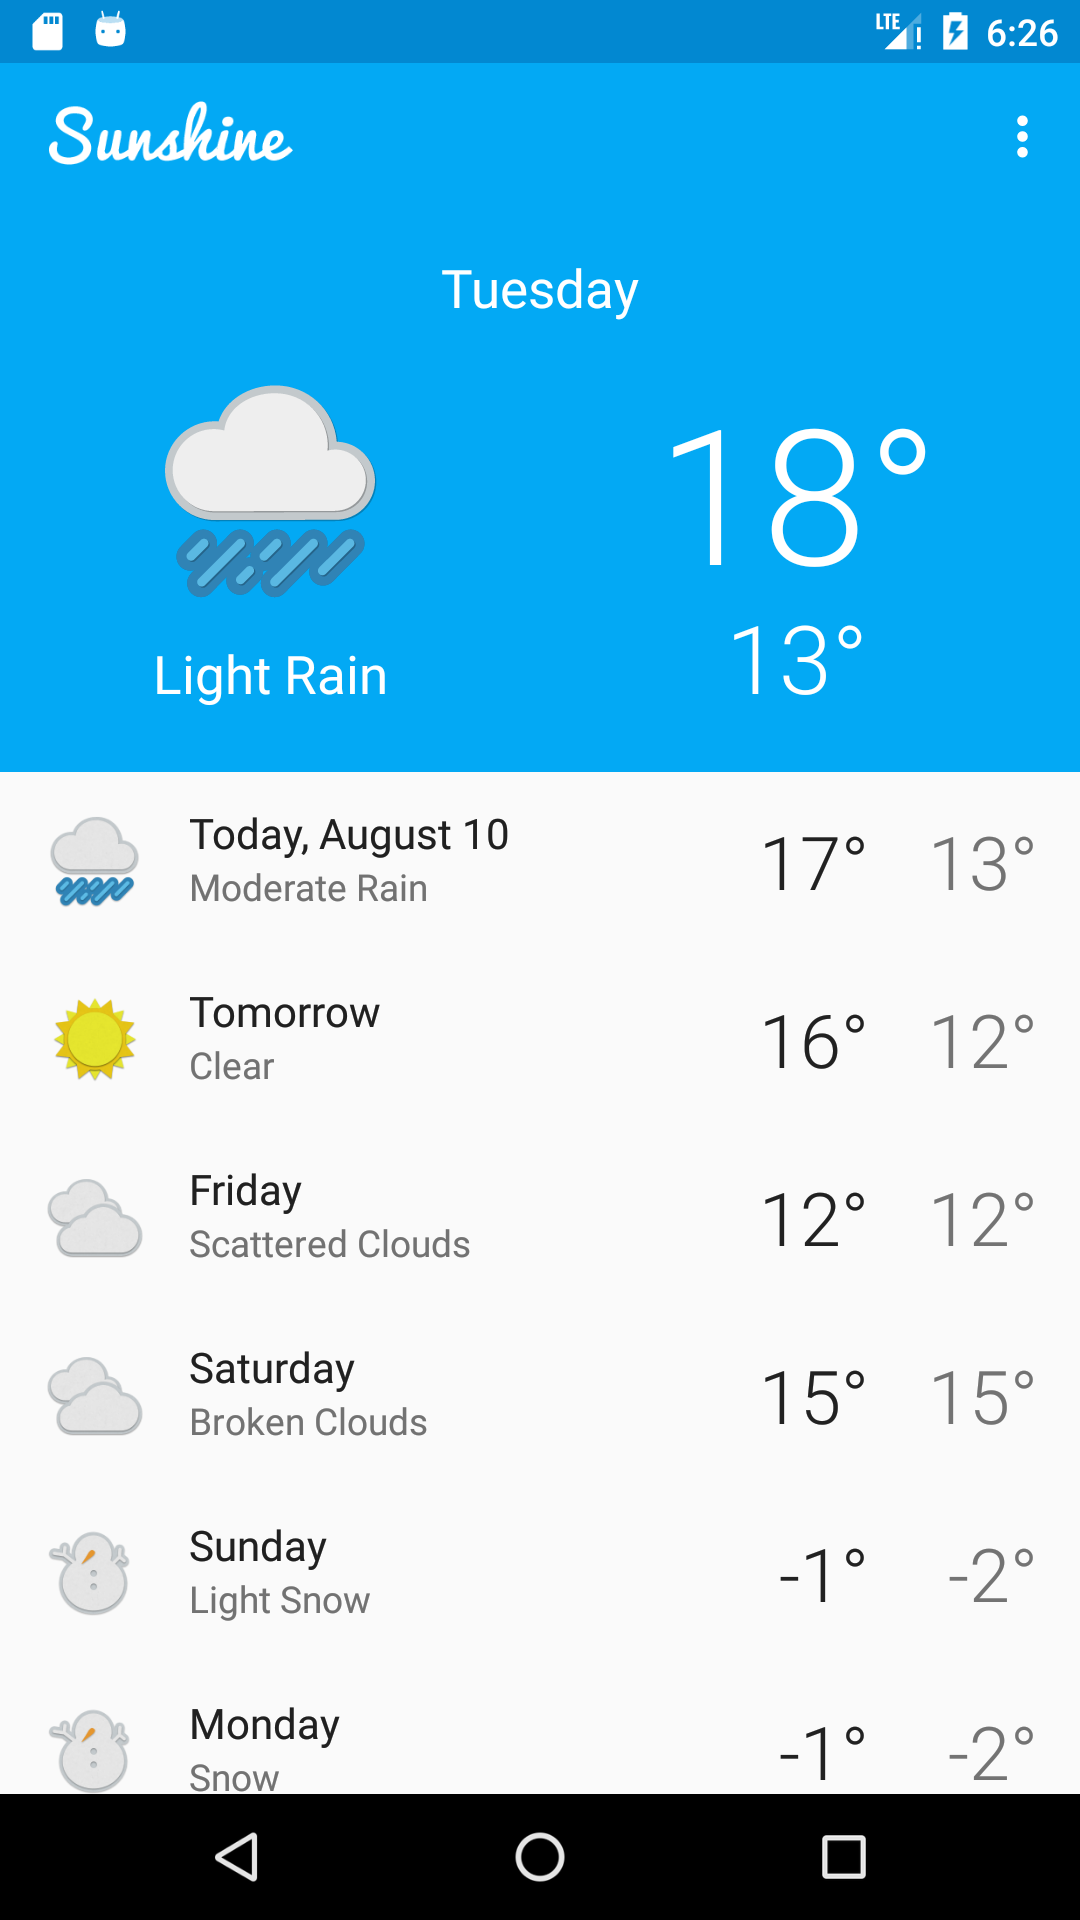 LTE 6:26
Sunshine
Tuesday
18°
13°
Light Rain
Today, August 10
Moderate Rain
17° 13°
Tomorrow
Clear
16° 12°
Friday
Scattered Clouds
12° 12°
Saturday
Broken Clouds
15° 15°
Sunday
Light Snow
-1° -2°
Monday
Snow
-1° -2°